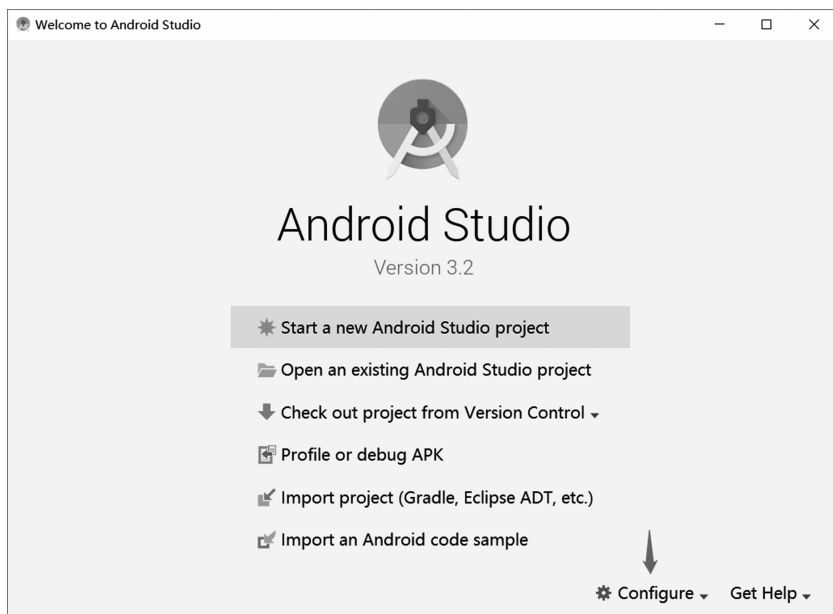 Welcome to Android Studio
Android Studio
Version 3.2
Start a new Android Studio project
Open an existing Android Studio project
Check out project from Version Control
Profile or debug APK
Import project (Gradle, Eclipse ADT, etc.)
Import an Android code sample
Configure Get Help